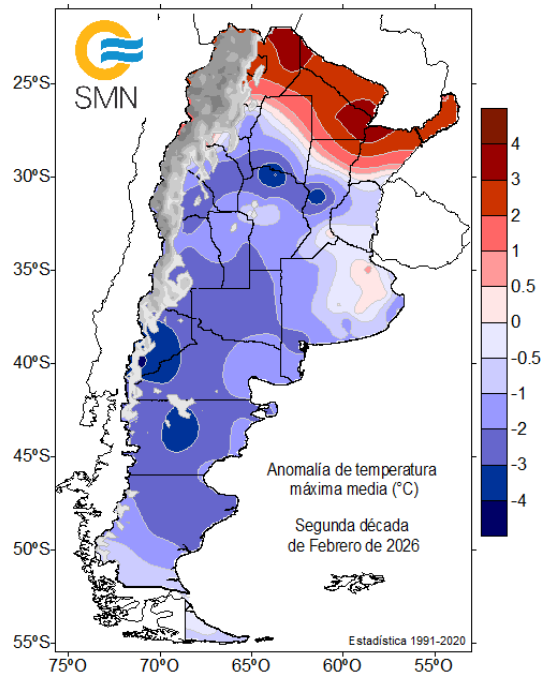 SMN
25ºS
30ºS
35ºS
40ºS
45ºS
50ºS
55ºS
75ºO
70ºO
65ºO
60ºO
55ºO
4
3
2
1
0.5
0
-0.5
-1
-2
-3
-4
Anomalía de temperatura
máxima media (°C)
Segunda década
de Febrero de 2026
Estadística 1991-2020